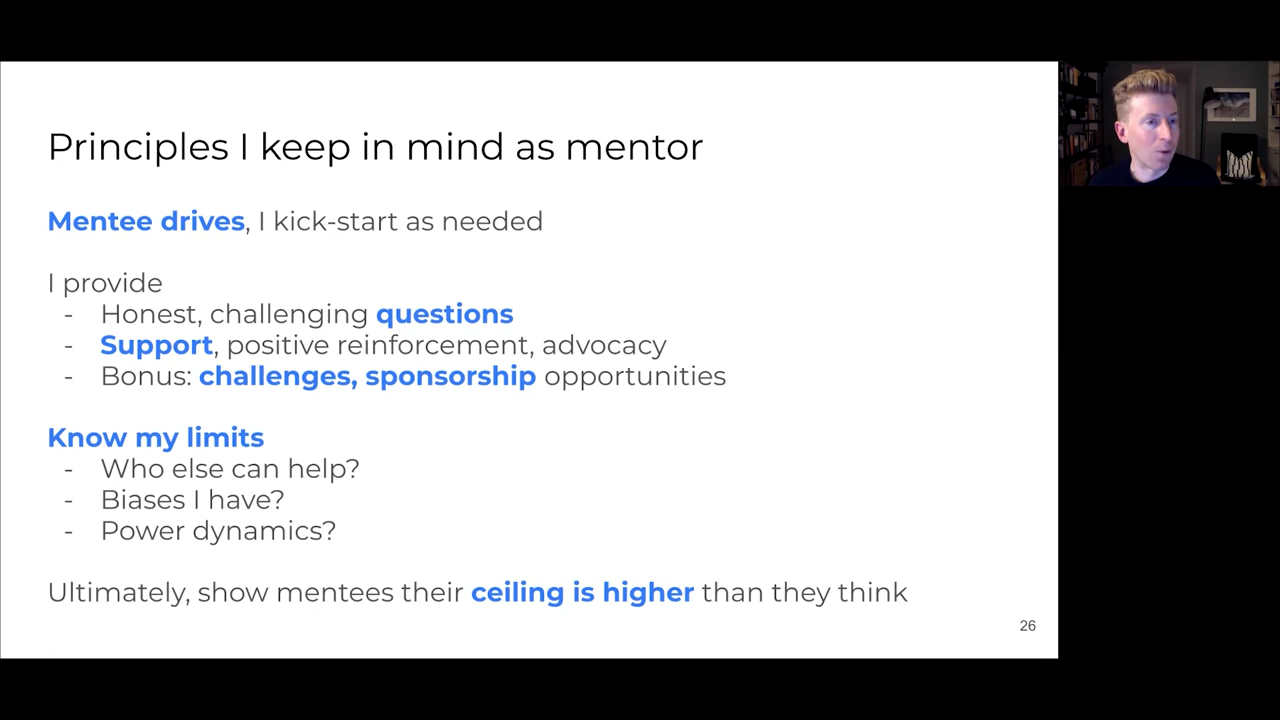 Principles I keep in mind as mentor
Mentee drives, I kick-start as needed
I provide
- Honest, challenging questions
- Support, positive reinforcement, advocacy
- Bonus: challenges, sponsorship opportunities
Know my limits
- Who else can help?
- Biases I have?
- Power dynamics?
Ultimately, show mentees their ceiling is higher than they think
26